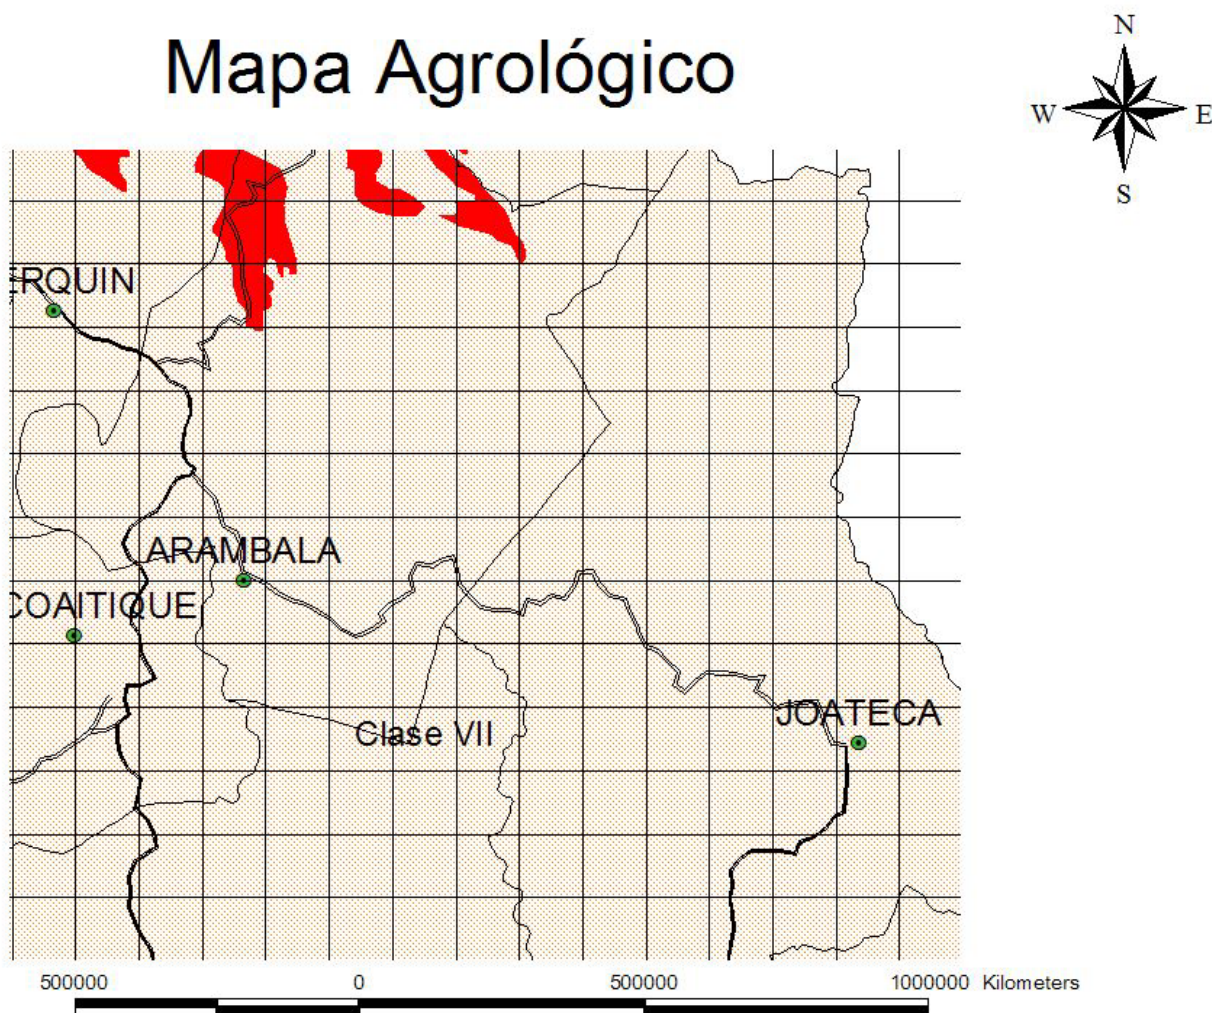 Mapa Agrológico
N
W E
S
ERQUIN
ARAMBALA
COAITIQUE
JOATECA
Clase VII
500000 0 500000 1000000 Kilometers